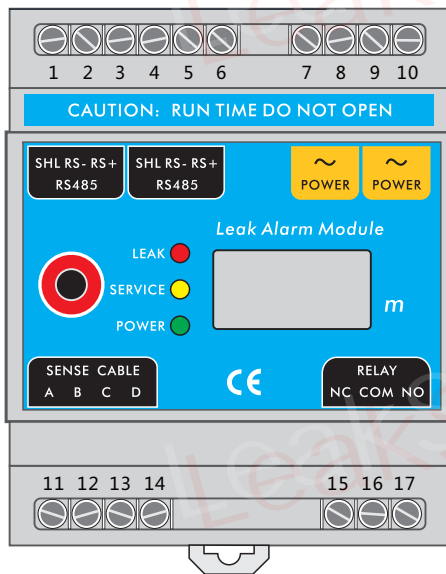 1 2 3 4 5 6 7 8 9 10
CAUTION: RUN TIME DO NOT OPEN
SHL RS- RS+ SHL RS- RS+ ~ ~
RS485 RS485 POWER POWER
Leak Alarm Module
LEAK
SERVICE
m
POWER
SENSE CABLE RELAY
A B C D CE NC COM NO
11 12 13 14 15 16 17